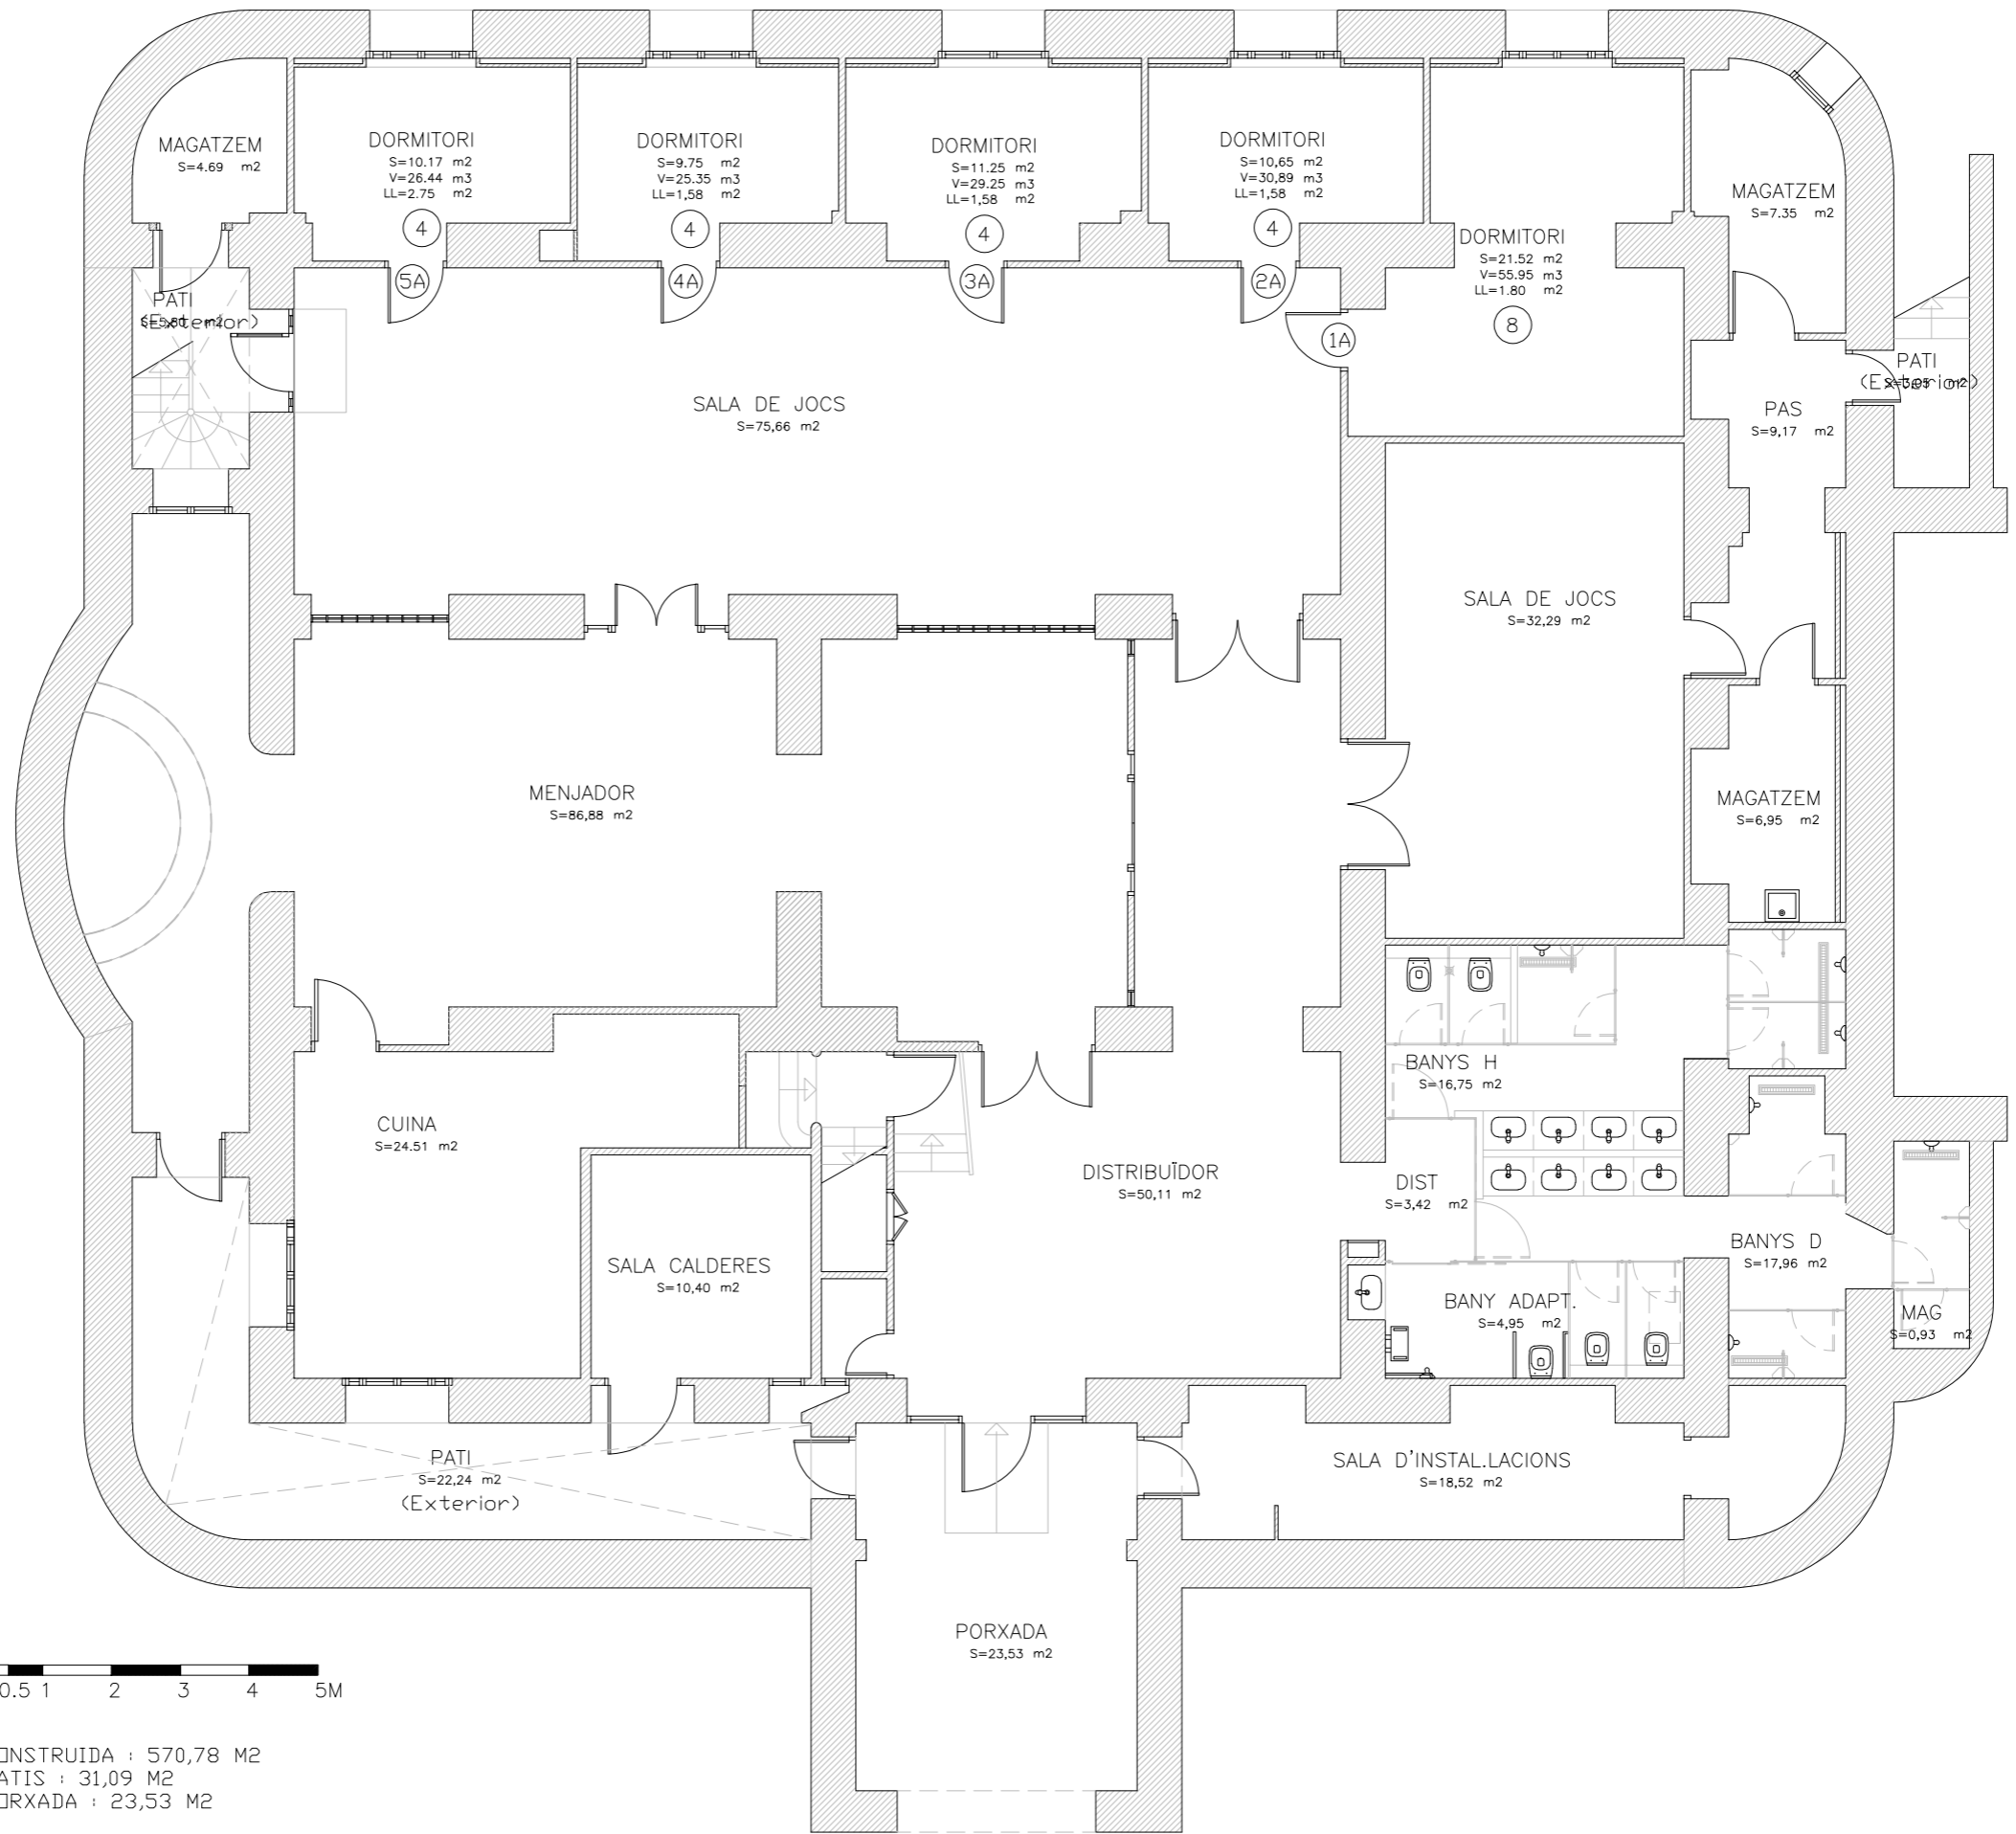 MAGATZEM
S=4.69 m2
DORMITORI
S=10.17 m2
V=26.44 m3
LL=2.75 m2
4
5A
DORMITORI
S=9.75 m2
V=25.35 m3
LL=1,58 m2
4
4A
DORMITORI
S=11.25 m2
V=29.25 m3
LL=1,58 m2
4
3A
DORMITORI
S=10,65 m2
V=30,89 m3
LL=1,58 m2
4
2A
DORMITORI
S=21.52 m2
V=55.95 m3
LL=1.80 m2
8
1A
MAGATZEM
S=7.35 m2
PATI
(Exterior)
PATI
(Exterior)
PAS
S=9,17 m2
SALA DE JOCS
S=75,66 m2
SALA DE JOCS
S=32,29 m2
MENJADOR
S=86,88 m2
MAGATZEM
S=6,95 m2
BANYS H
S=16,75 m2
CUINA
S=24.51 m2
DISTRIBUÏDOR
S=50,11 m2
DIST
S=3,42 m2
BANYS D
S=17,96 m2
SALA CALDERES
S=10,40 m2
BANY ADAPT.
S=4,95 m2
MAG
S=0,93 m2
PATI
S=22,24 m2
(Exterior)
SALA D'INSTAL.LACIONS
S=18,52 m2
PORXADA
S=23,53 m2
0.5 1 2 3 4 5M
ONSTRUIDA : 570,78 M2
ATIS : 31,09 M2
ORXADA : 23,53 M2